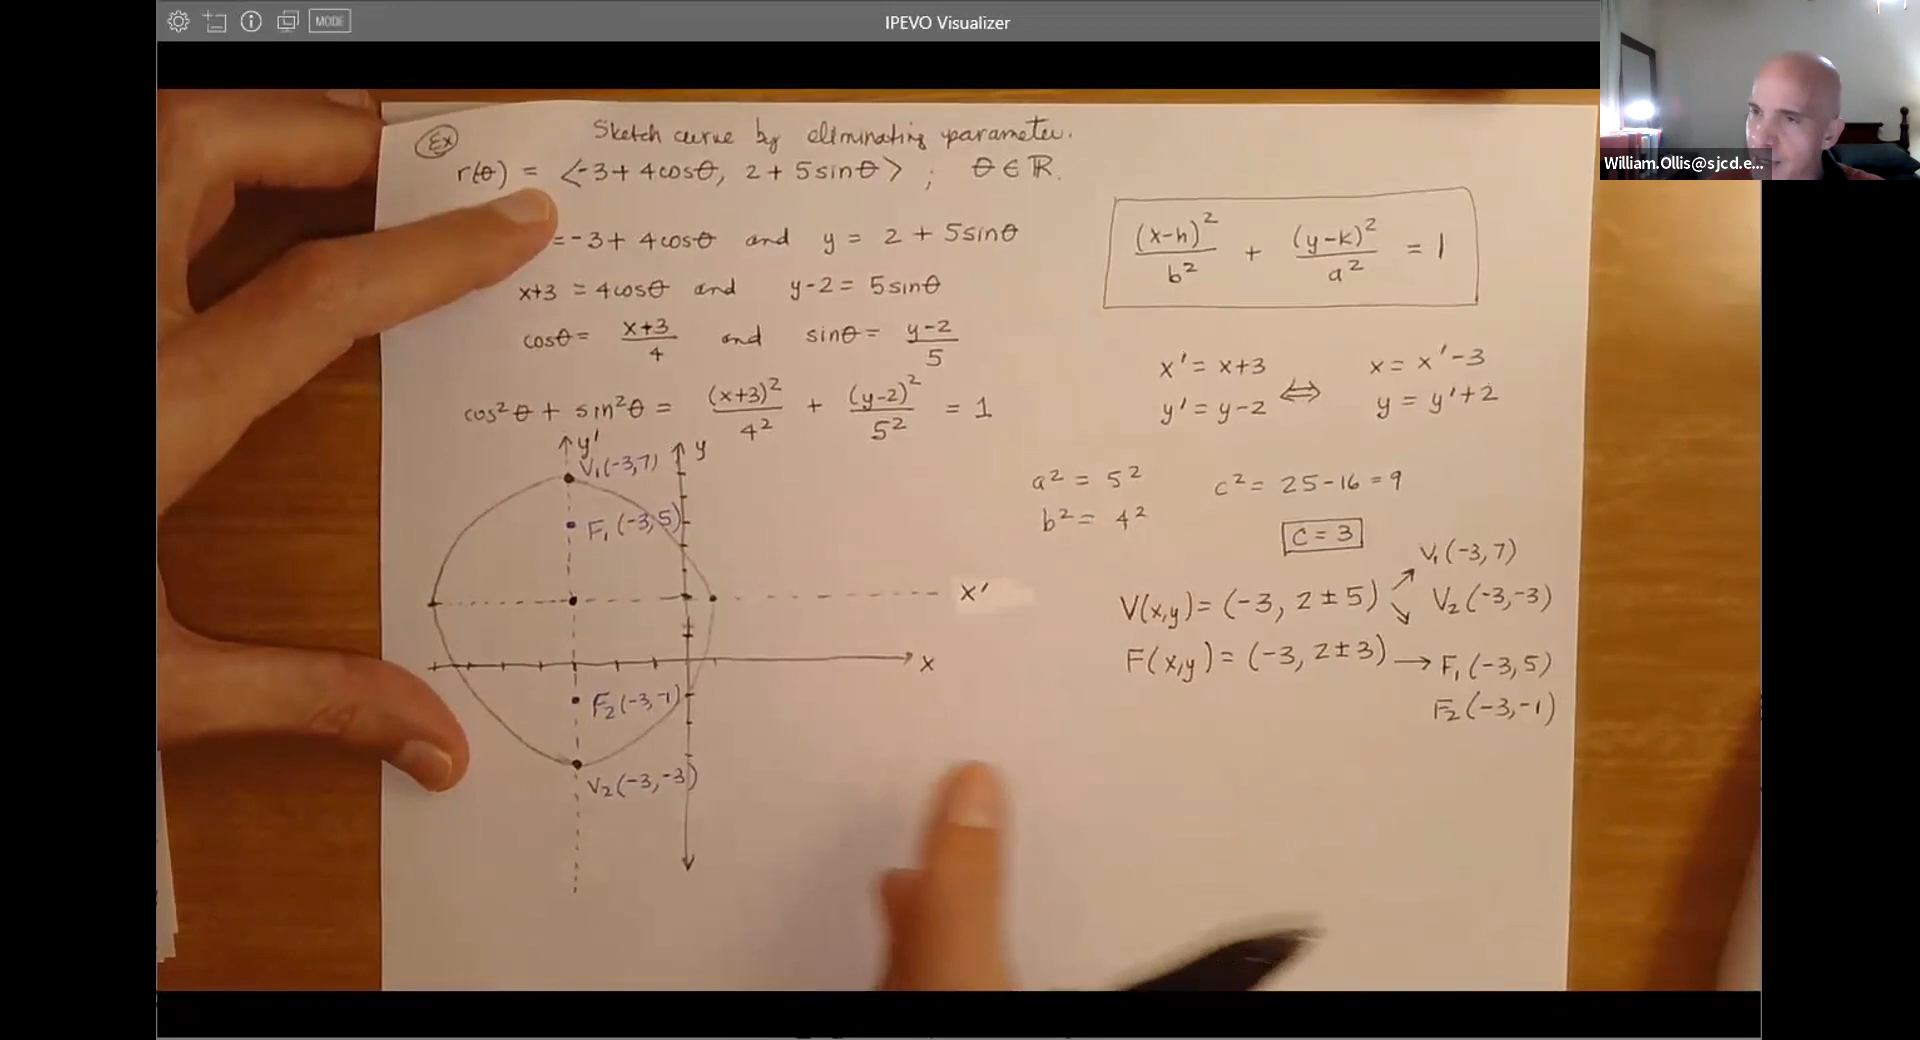 MODE
IPEVO Visualizer
William.Ollis@sjcd.e...
Ex
Sketch curve by eliminating parameter.
r(θ) = <-3+4cosθ, 2+5sinθ> ; θ∈ℝ.
=-3+4cosθ and y = 2+5sinθ
x+3 = 4cosθ and y-2 = 5sinθ
cosθ = (x+3)/4 and sinθ = (y-2)/5
cos²θ + sin²θ = (x+3)²/4² + (y-2)²/5² = 1
(x-h)²/b² + (y-k)²/a² = 1
x' = x+3 ⇔ x = x'-3
y' = y-2 y = y'+2
a² = 5² c² = 25-16 = 9
b² = 4²
c = 3
V(x,y) = (-3, 2±5) V₁(-3,7)
V₂(-3,-3)
F(x,y) = (-3, 2±3) → F₁(-3,5)
F₂(-3,-1)
y' y
V₁(-3,7)
F₁(-3,5)
x'
x
F₂(-3,-1)
V₂(-3,-3)